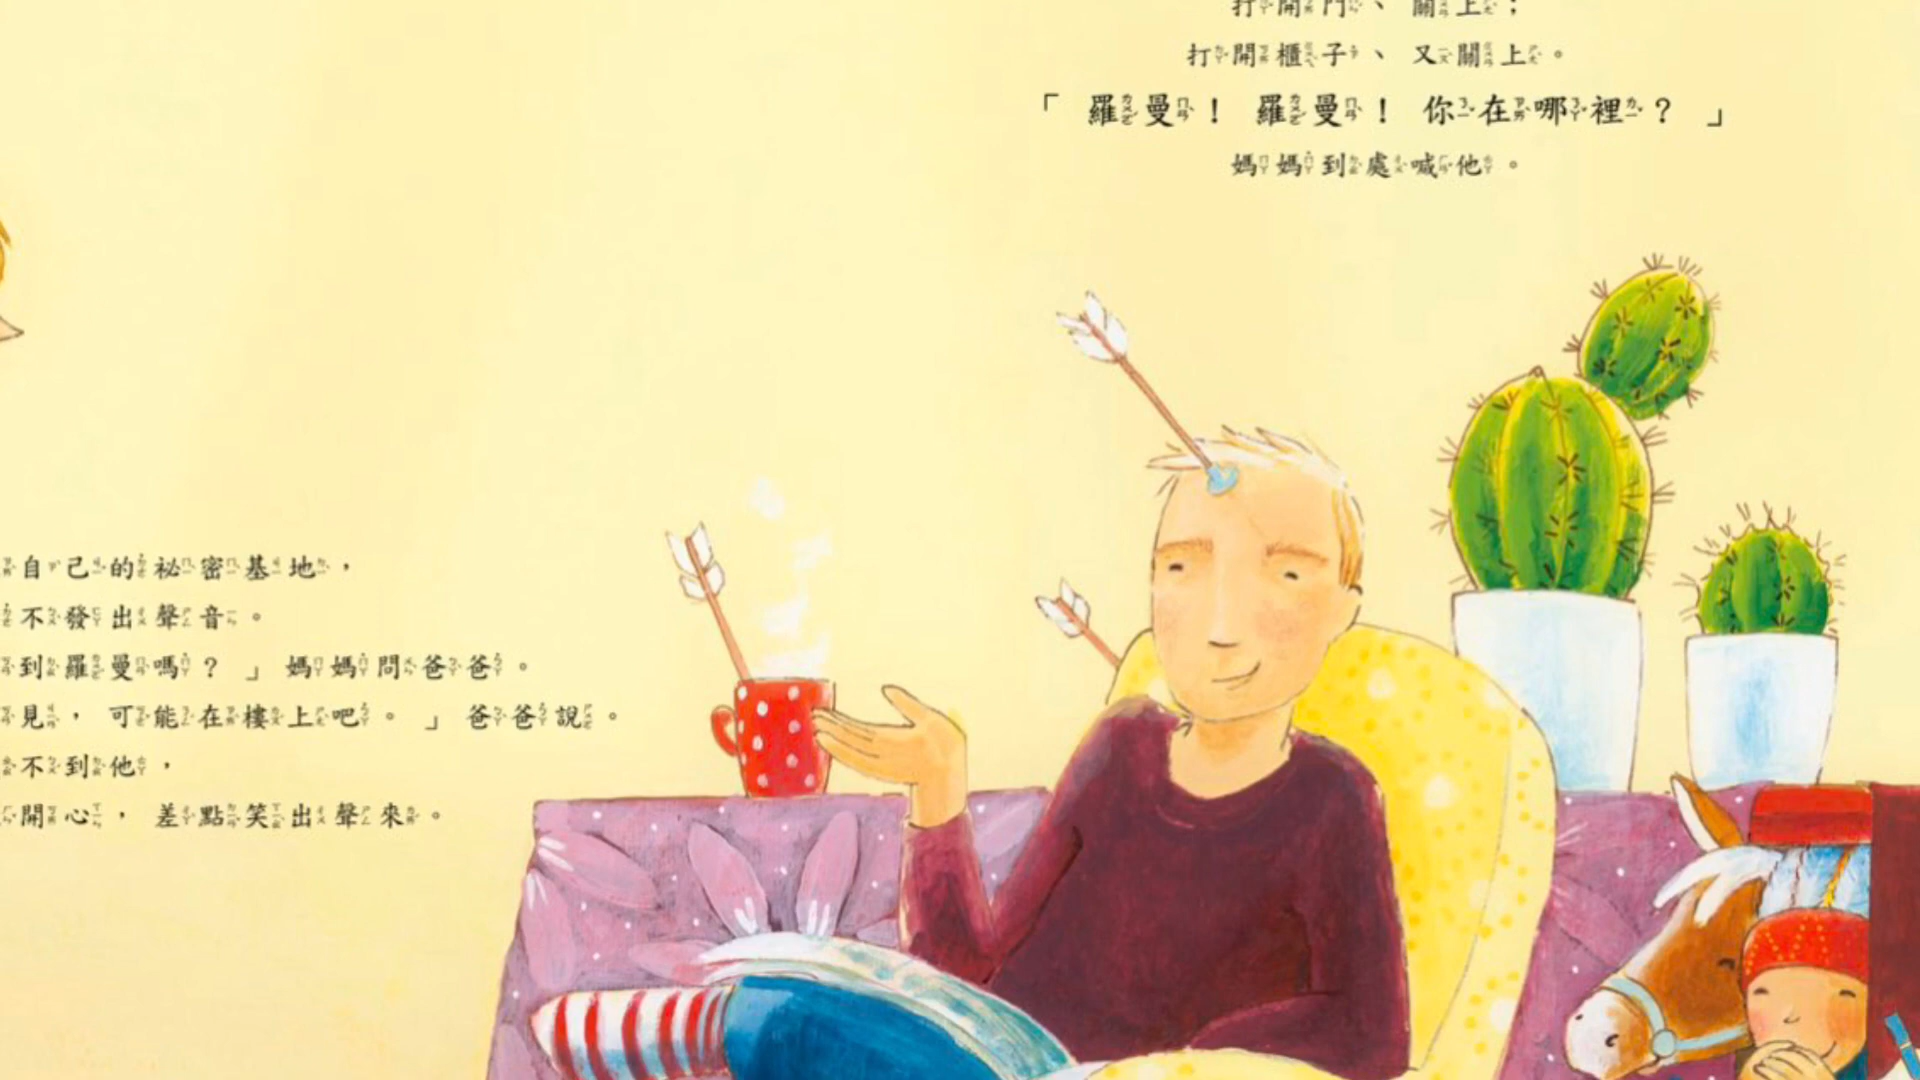 自己的祕密基地，
不發出聲音。
到羅曼嗎？」媽媽問爸爸。
見，可能在樓上吧。」爸爸說。
不到他，
開心，差點笑出聲來。
打開門、關上；
打開櫃子、又關上。
「羅曼！羅曼！你在哪裡？」
媽媽到處喊他。